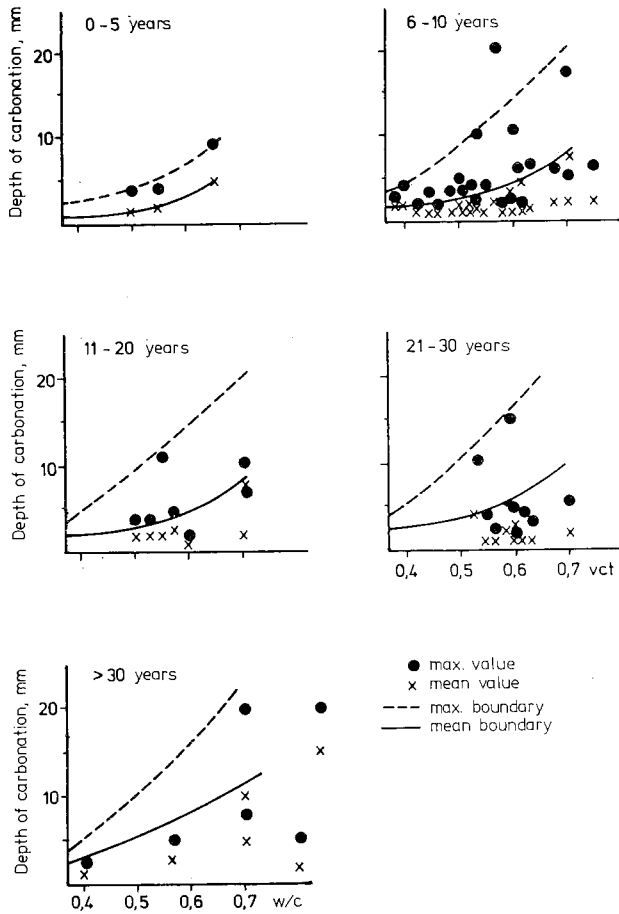 Depth of carbonation, mm
0-5 years
20
10
6-10 years
Depth of carbonation, mm
11-20 years
20
10
21-30 years
0,4 0,5 0,6 0,7 vct
Depth of carbonation, mm
>30 years
20
10
0,4 0,5 0,6 0,7 w/c
max. value
mean value
max. boundary
mean boundary